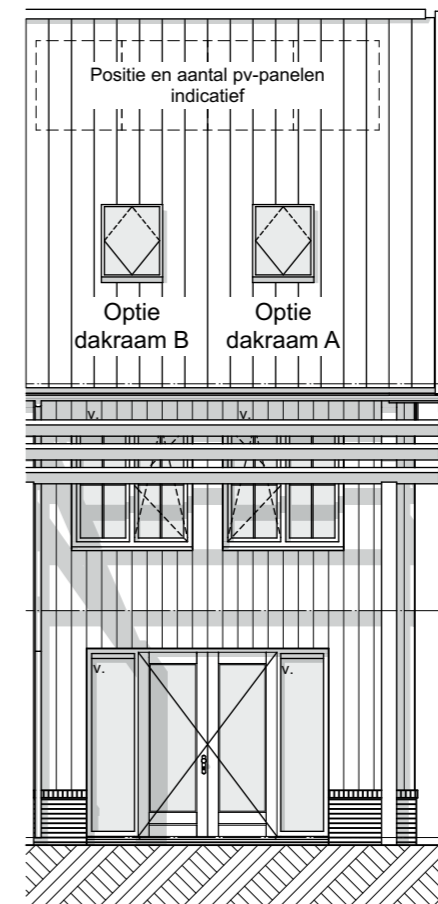 Positie en aantal pv-panelen
indicatief
Optie
dakraam B
Optie
dakraam A
v.
v.
v.
v.